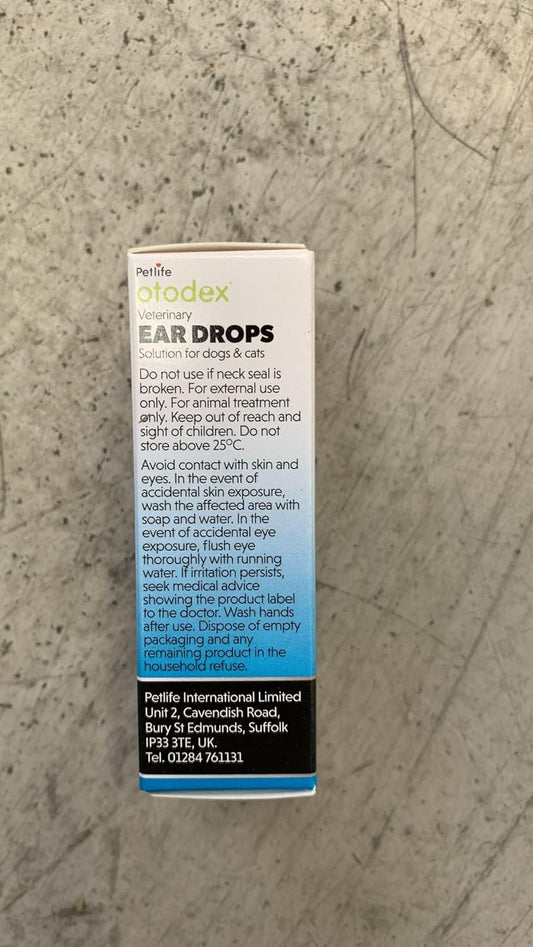 Petlife
otodex
Veterinary
EAR DROPS
Solution for dogs & cats
Do not use if neck seal is
broken. For external use
only. For animal treatment
only. Keep out of reach and
sight of children. Do not
store above 25°C.
Avoid contact with skin and
eyes. In the event of
accidental skin exposure,
wash the affected area with
soap and water. In the
event of accidental eye
exposure, flush eye
thoroughly with running
water. If irritation persists,
seek medical advice
showing the product label
to the doctor. Wash hands
after use. Dispose of empty
packaging and any
remaining product in the
household refuse.
Petlife International Limited
Unit 2, Cavendish Road,
Bury St Edmunds, Suffolk
IP33 3TE, UK.
Tel. 01284 761131